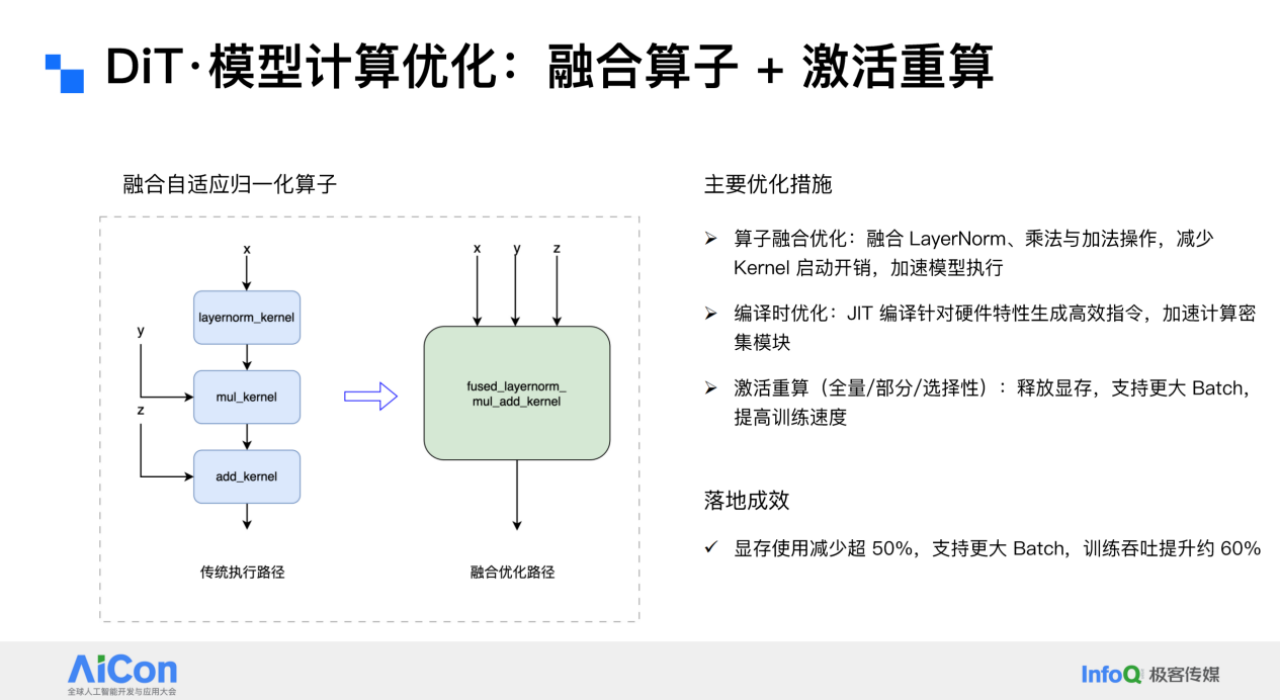 DiT·模型计算优化：融合算子 + 激活重算
融合自适应归一化算子
x
layernorm_kernel
y
mul_kernel
z
add_kernel
传统执行路径
x y z
fused_layernorm_
mul_add_kernel
融合优化路径
主要优化措施
算子融合优化：融合 LayerNorm、乘法与加法操作，减少
Kernel 启动开销，加速模型执行
编译时优化：JIT 编译针对硬件特性生成高效指令，加速计算密
集模块
激活重算（全量/部分/选择性）：释放显存，支持更大 Batch，
提高训练速度
落地成效
显存使用减少超 50%，支持更大 Batch，训练吞吐提升约 60%
AiCon
全球人工智能开发与应用大会
InfoQ 极客传媒